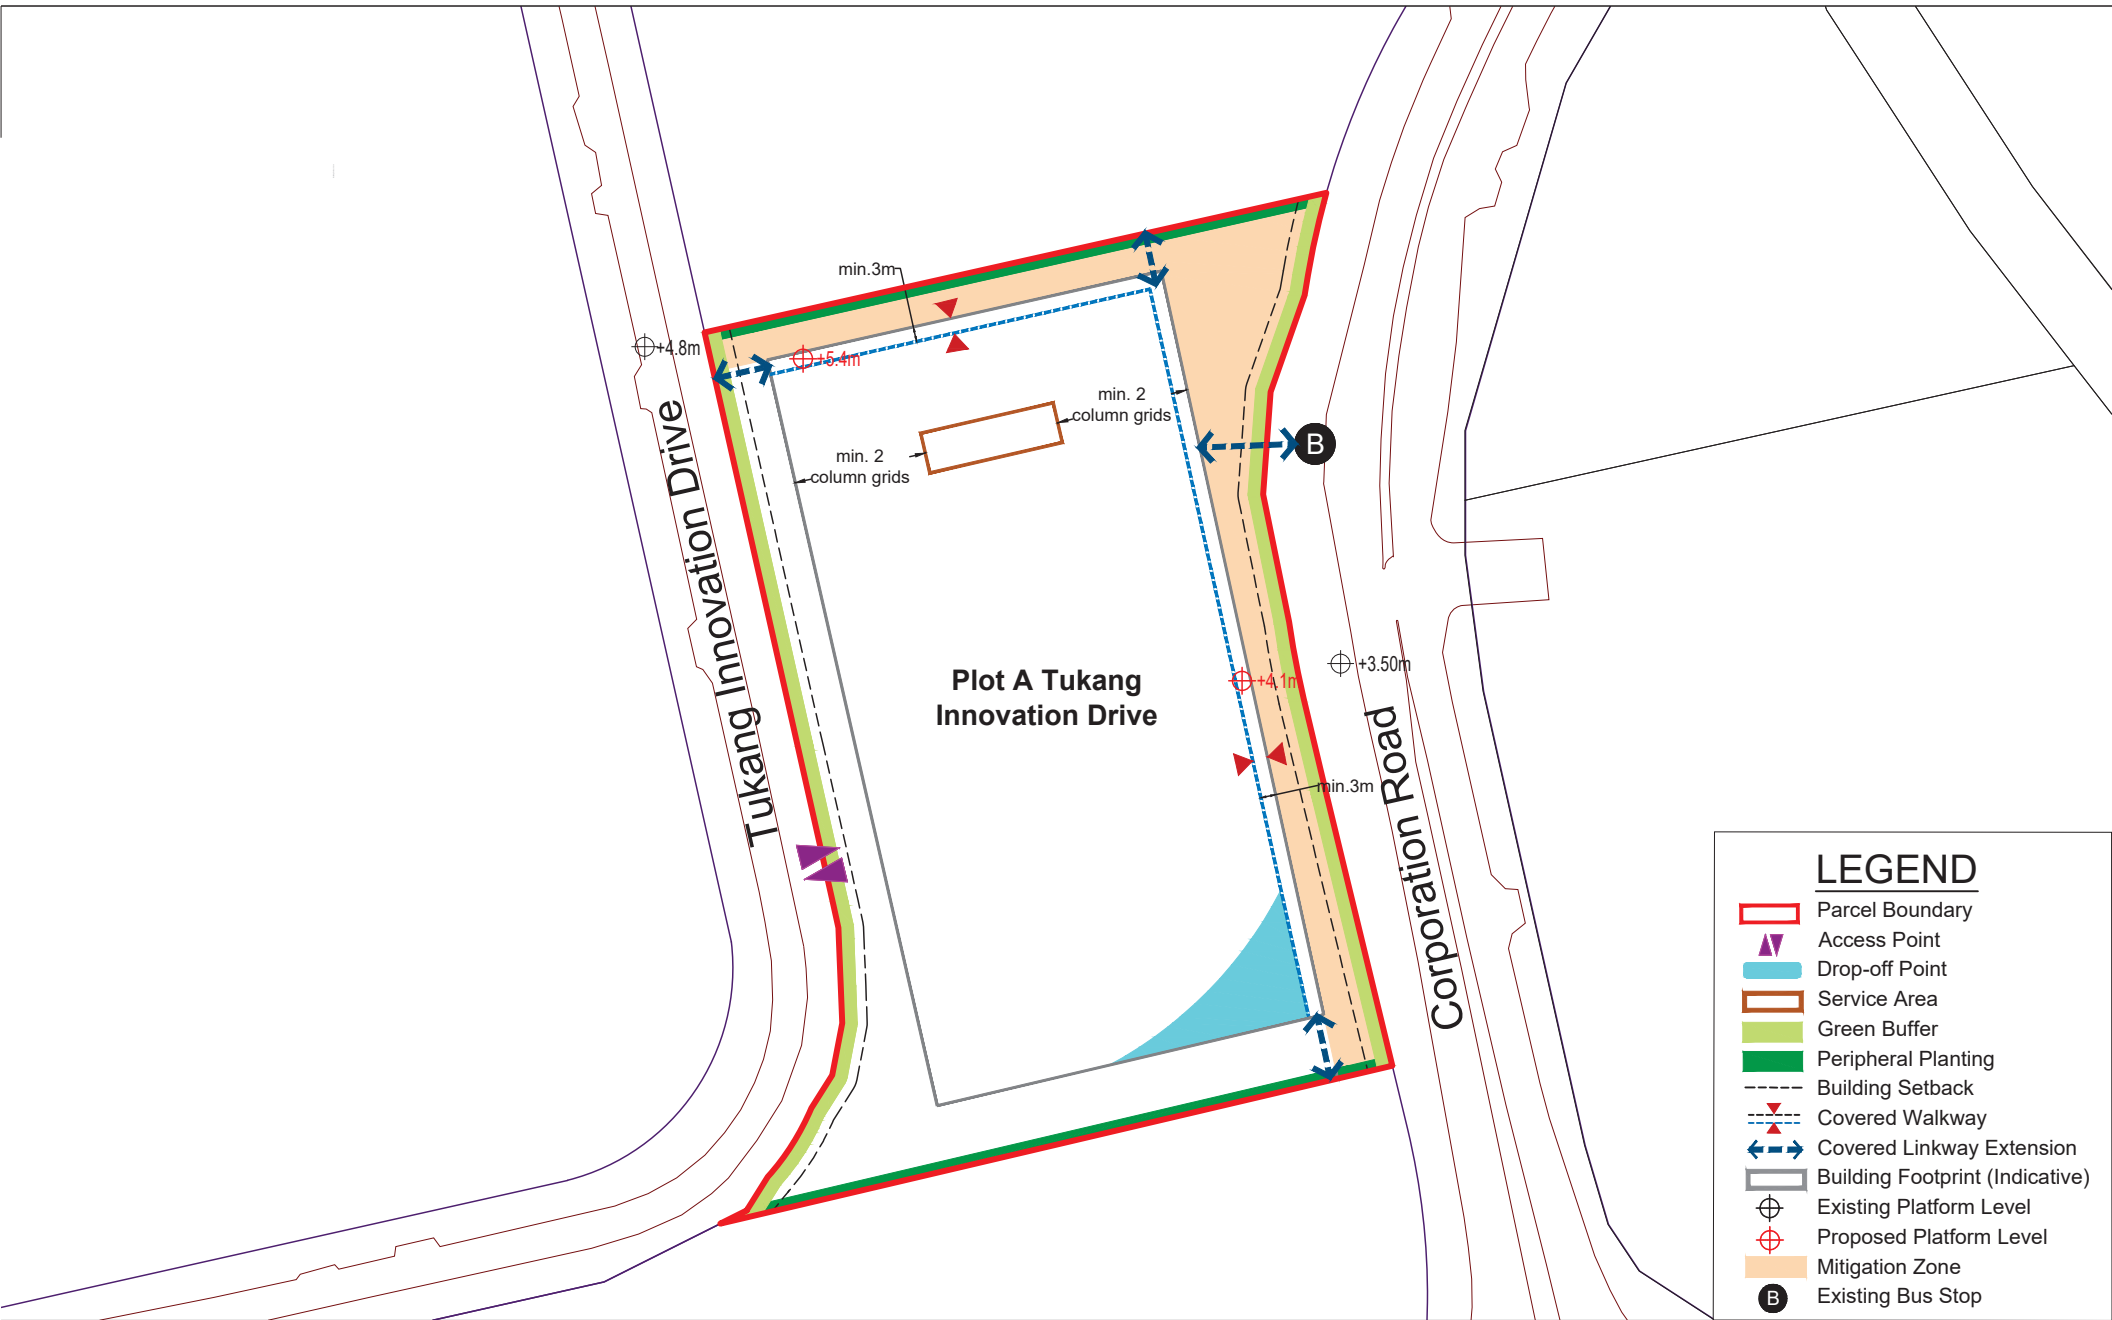 min.3m
+4.8m
+5.4m
min. 2
column grids
min. 2
column grids
B
Tukang Innovation Drive
Plot A Tukang
Innovation Drive
+3.50m
+4.1m
min.3m
Corporation Road
LEGEND
Parcel Boundary
Access Point
Drop-off Point
Service Area
Green Buffer
Peripheral Planting
Building Setback
Covered Walkway
Covered Linkway Extension
Building Footprint (Indicative)
Existing Platform Level
Proposed Platform Level
Mitigation Zone
B Existing Bus Stop